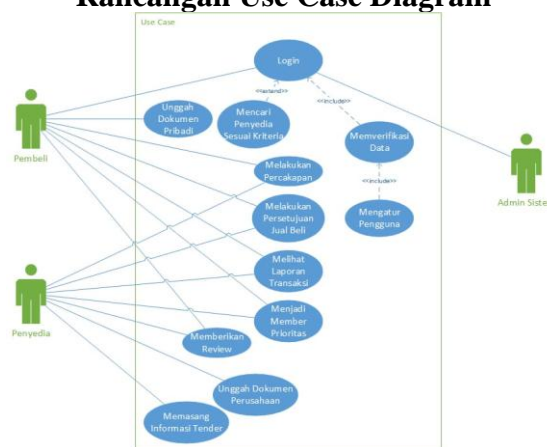 Rancangan Use Case Diagram
Use Case
Login
<<extend>>
<<include>>
Unggah
Dokumen
Pribadi
Mencari
Penyedia
Sesuai Kriteria
Memverifikasi
Data
Pembeli
Melakukan
Percakapan
<<include>>
Admin Siste
Melakukan
Persetujuan
Jual Beli
Mengatur
Pengguna
Melihat
Laporan
Transaksi
Penyedia
Menjadi
Member
Prioritas
Memberikan
Review
Unggah Dokumen
Perusahaan
Memasang
Informasi Tender